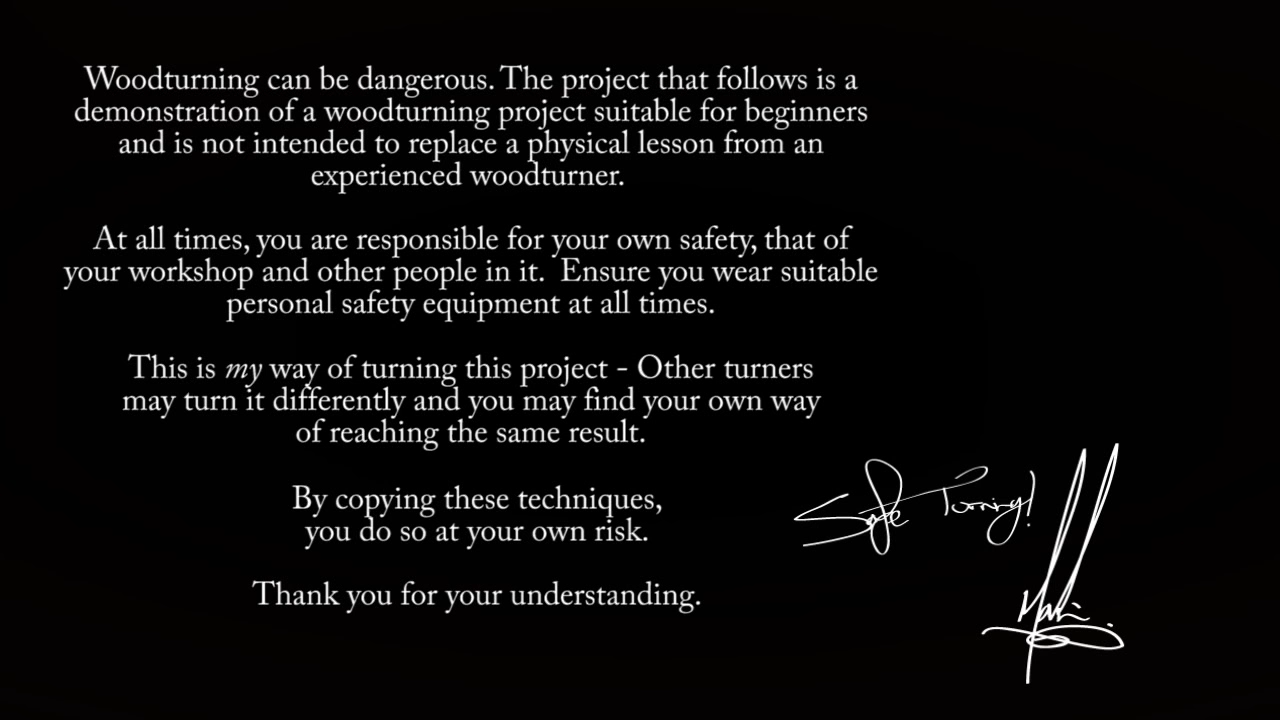 Woodturning can be dangerous. The project that follows is a
demonstration of a woodturning project suitable for beginners
and is not intended to replace a physical lesson from an
experienced woodturner.
At all times, you are responsible for your own safety, that of
your workshop and other people in it.  Ensure you wear suitable
personal safety equipment at all times.
This is my way of turning this project - Other turners
may turn it differently and you may find your own way
of reaching the same result.
By copying these techniques,
you do so at your own risk.
Thank you for your understanding.
Safe Turning!